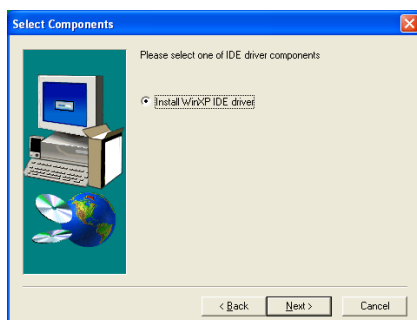 Select Components
Please select one of IDE driver components
Install WinXP IDE driver
< Back
Next >
Cancel